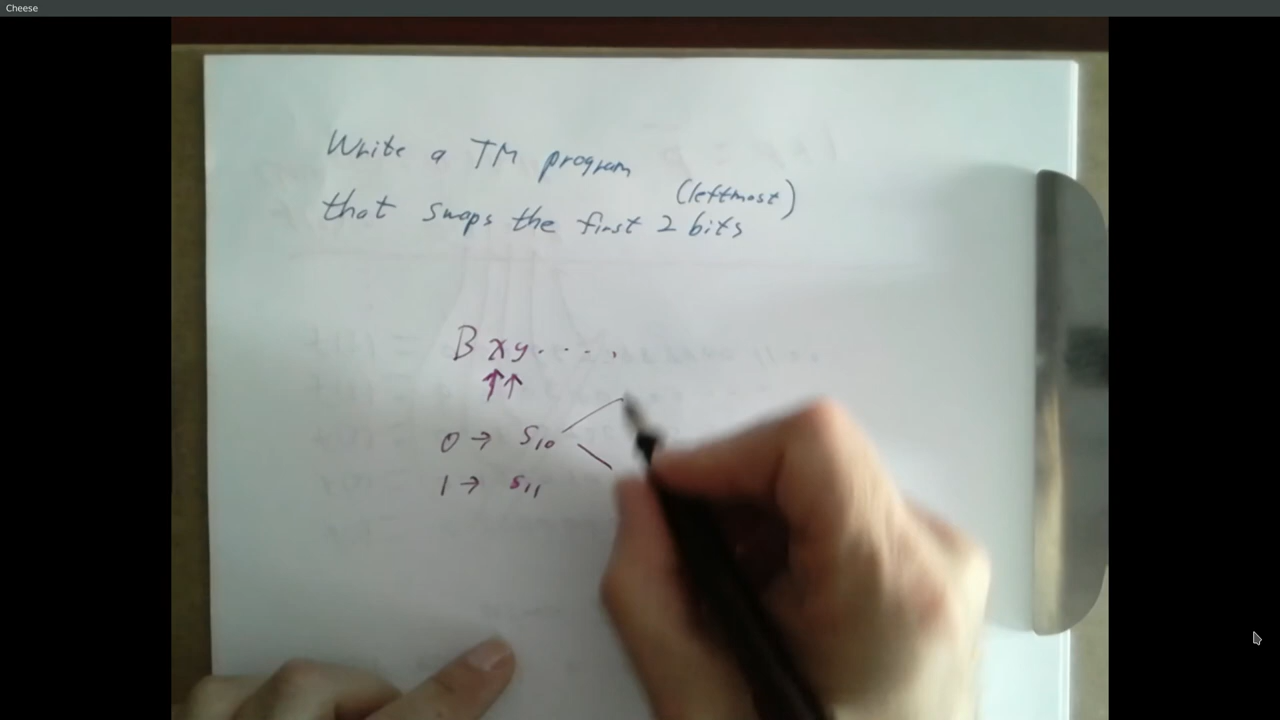 Cheese
Write a TM program
(leftmost)
that swaps the first 2 bits
B x y . . . .
↑ ↑
0 → S10
1 → S11